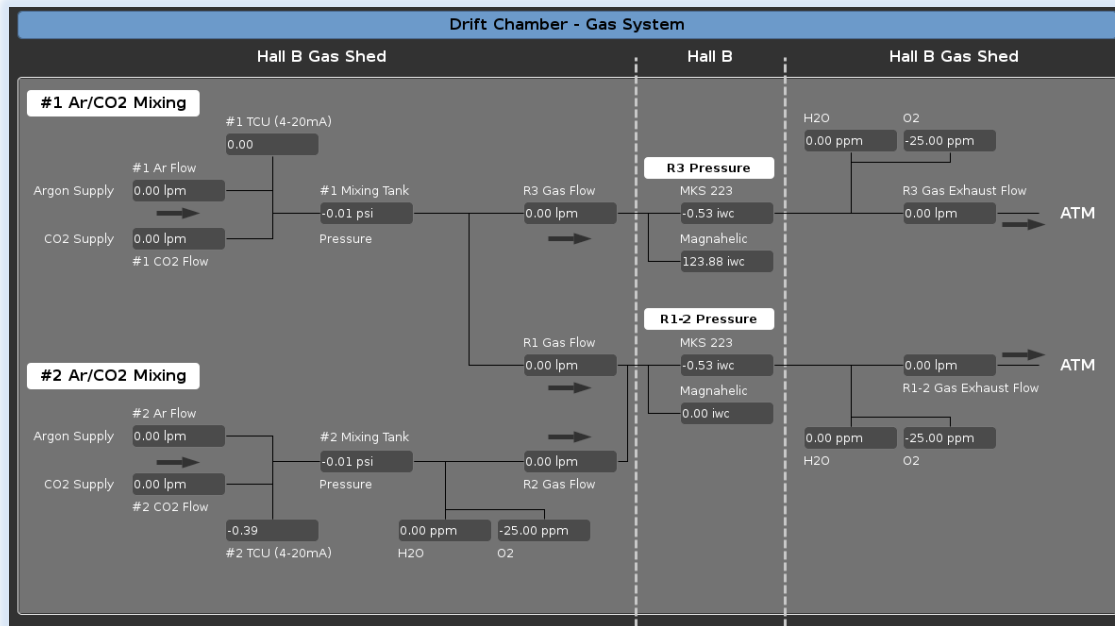 Drift Chamber - Gas System
Hall B Gas Shed
Hall B
Hall B Gas Shed
#1 Ar/CO2 Mixing
#1 TCU (4-20mA)
0.00
#1 Ar Flow
Argon Supply
0.00 lpm
CO2 Supply
0.00 lpm
#1 CO2 Flow
#1 Mixing Tank
-0.01 psi
Pressure
R3 Gas Flow
0.00 lpm
R3 Pressure
MKS 223
-0.53 iwc
Magnahelic
123.88 iwc
H2O
O2
0.00 ppm
-25.00 ppm
R3 Gas Exhaust Flow
0.00 lpm
ATM
R1 Gas Flow
0.00 lpm
R1-2 Pressure
MKS 223
-0.53 iwc
Magnahelic
0.00 iwc
0.00 lpm
ATM
R1-2 Gas Exhaust Flow
0.00 ppm
-25.00 ppm
H2O
O2
#2 Ar/CO2 Mixing
#2 Ar Flow
Argon Supply
0.00 lpm
CO2 Supply
0.00 lpm
#2 CO2 Flow
-0.39
#2 TCU (4-20mA)
#2 Mixing Tank
-0.01 psi
Pressure
0.00 lpm
R2 Gas Flow
0.00 ppm
-25.00 ppm
H2O
O2